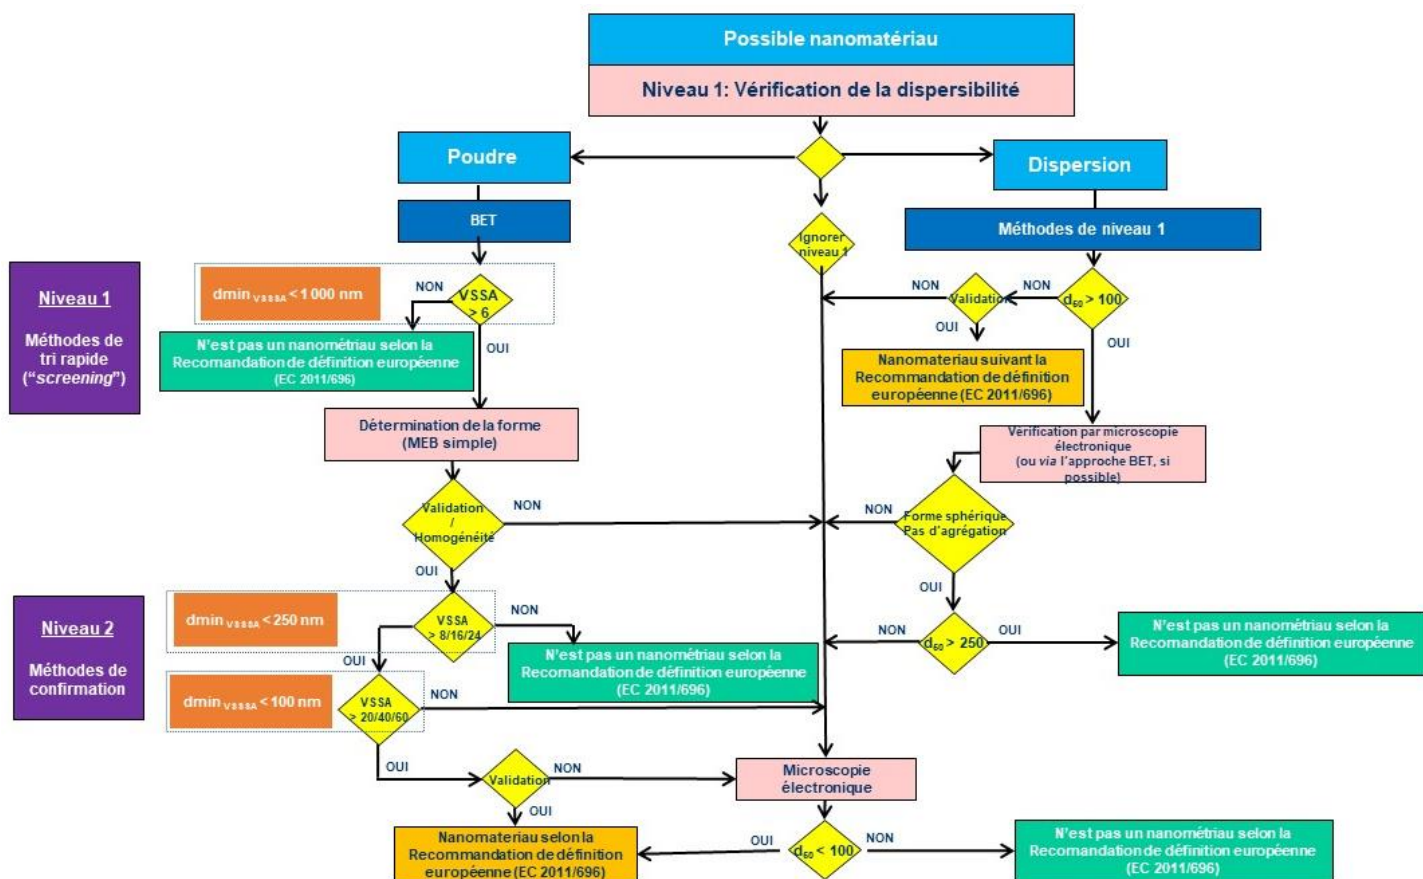 Possible nanomatériau
Niveau 1: Vérification de la dispersibilité
Poudre
Dispersion
BET
Ignorer
niveau 1
Méthodes de niveau 1
Niveau 1
Méthodes de
tri rapide
("screening")
dmin VSSA < 1 000 nm
NON
VSSA
> 6
OUI
N'est pas un nanométriau selon la
Recomandation de définition européenne
(EC 2011/696)
NON
Validation
NON
d50 > 100
OUI
OUI
Nanomateriau suivant la
Recommandation de définition
européenne (EC 2011/696)
Détermination de la forme
(MEB simple)
Vérification par microscopie
électronique
(ou via l'approche BET, si
possible)
Validation
/
Homogénéité
NON
OUI
NON
Forme sphérique
Pas d'agrégation
OUI
Niveau 2
Méthodes de
confirmation
dmin VSSA < 250 nm
VSSA
> 8/16/24
NON
OUI
N'est pas un nanométriau selon la
Recomandation de définition européenne
(EC 2011/696)
NON
d50 > 250
OUI
N'est pas un nanométriau selon la
Recomandation de définition européenne
(EC 2011/696)
dmin VSSA < 100 nm
VSSA
> 20/40/60
NON
OUI
Validation
NON
OUI
Microscopie
électronique
Nanomateriau selon la
Recommandation de définition
européenne (EC 2011/696)
OUI
d50 < 100
NON
N'est pas un nanométriau selon la
Recomandation de définition européenne
(EC 2011/696)